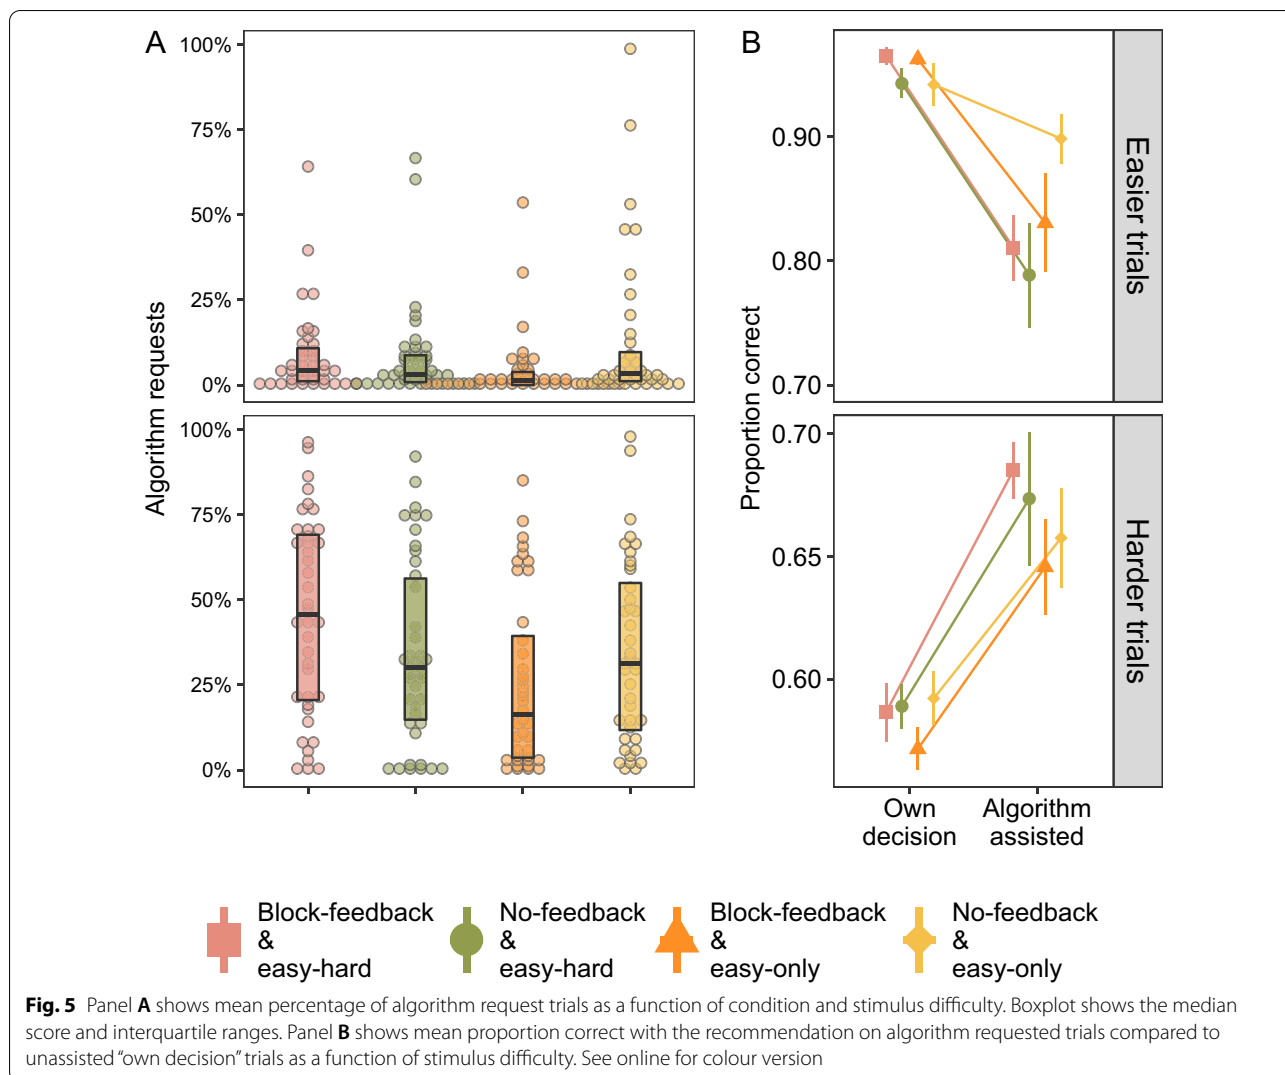 A
Algorithm requests
100%
75%
50%
25%
0%
100%
75%
50%
25%
0%
B
Proportion correct
0.90
0.80
0.70
Easier trials
0.70
0.65
0.60
Harder trials
Own
decision
Algorithm
assisted
Block-feedback
&
easy-hard
No-feedback
&
easy-hard
Block-feedback
&
easy-only
No-feedback
&
easy-only
Fig. 5 Panel A shows mean percentage of algorithm request trials as a function of condition and stimulus difficulty. Boxplot shows the median
score and interquartile ranges. Panel B shows mean proportion correct with the recommendation on algorithm requested trials compared to
unassisted “own decision” trials as a function of stimulus difficulty. See online for colour version